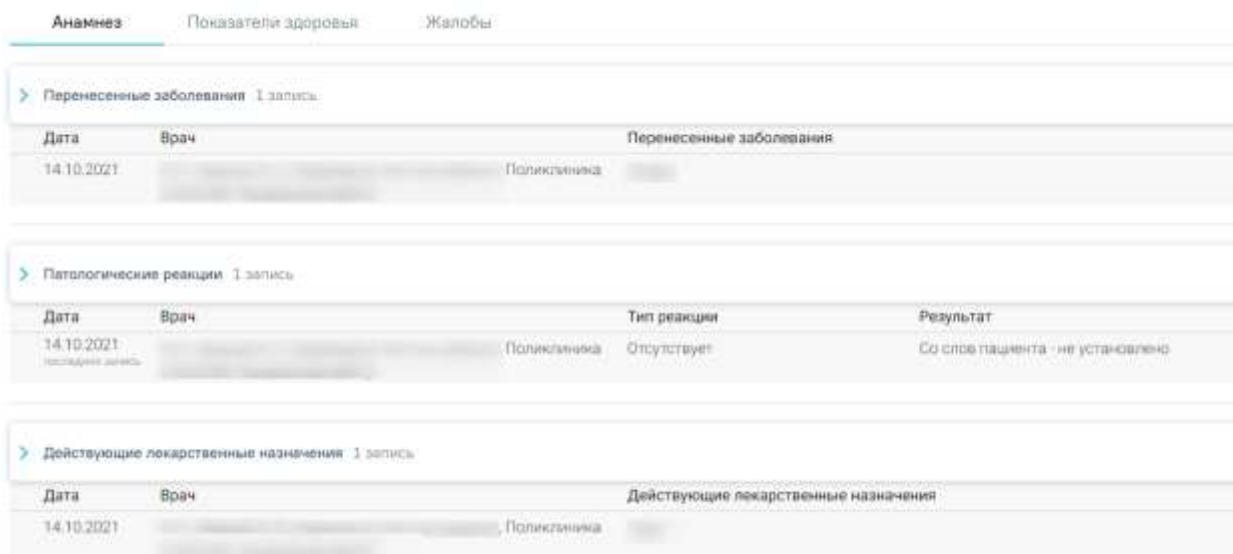 Анамнез Показатели здоровья Жалобы
Перенесенные заболевания 1 запись
Дата Врач Перенесенные заболевания
14.10.2021 Поликлиника
Патологические реакции 1 запись
Дата Врач Тип реакции Результат
14.10.2021 , Поликлиника Отсутствует Со слов пациента - не установлено
последняя запись
Действующие лекарственные назначения 1 запись
Дата Врач Действующие лекарственные назначения
14.10.2021 , Поликлиника